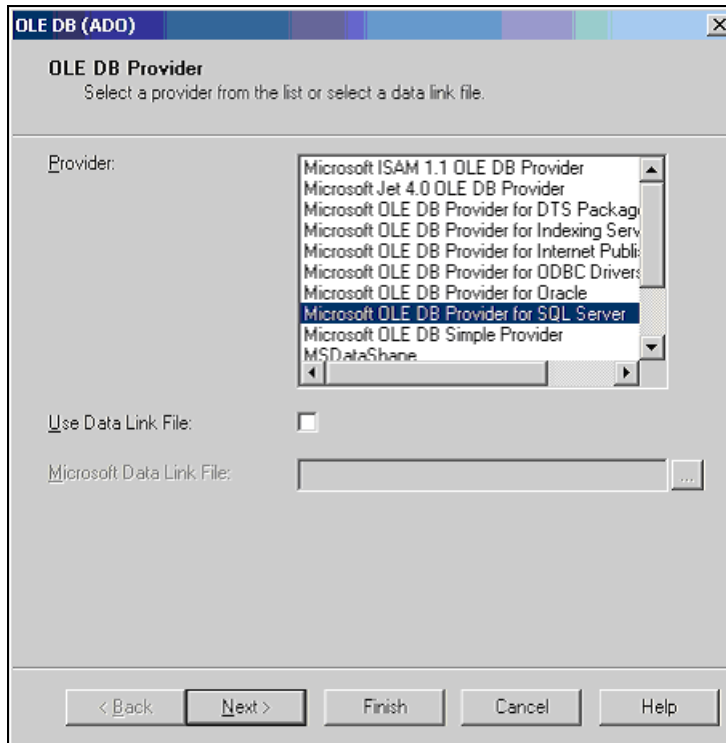 OLE DB (ADO)
OLE DB Provider
Select a provider from the list or select a data link file.
Provider:
Microsoft ISAM 1.1 OLE DB Provider
Microsoft Jet 4.0 OLE DB Provider
Microsoft OLE DB Provider for DTS Packag
Microsoft OLE DB Provider for Indexing Serv
Microsoft OLE DB Provider for Internet Publi
Microsoft OLE DB Provider for ODBC Drivers
Microsoft OLE DB Provider for Oracle
Microsoft OLE DB Provider for SQL Server
Microsoft OLE DB Simple Provider
MSDataShape
Use Data Link File:
Microsoft Data Link File:
...
< Back Next > Finish Cancel Help